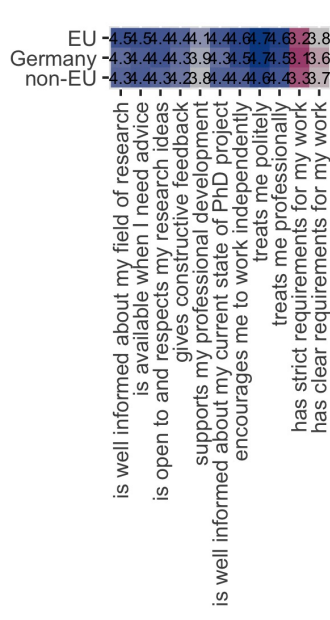 EU 4.5 4.5 4.4 4.4 4.1 4.4 4.6 4.7 4.6 3.2 3.8
Germany 4.3 4.4 4.4 4.3 3.9 4.3 4.5 4.7 4.5 3.1 3.6
non-EU 4.3 4.4 4.3 4.2 3.8 4.4 4.4 4.6 4.4 3.3 3.7
is well informed about my field of research
is available when I need advice
is open to and respects my research ideas
gives constructive feedback
supports my professional development
is well informed about my current state of PhD project
encourages me to work independently
treats me politely
treats me professionally
has strict requirements for my work
has clear requirements for my work